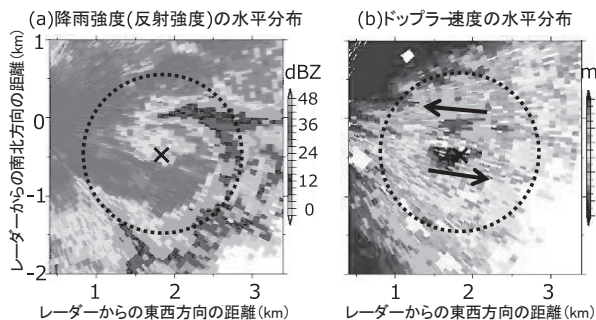 (a)降雨強度(反射強度)の水平分布
(b)ドップラー速度の水平分布
レーダーからの南北方向の距離(km)
1
0
-1
-2
1
2
3
レーダーからの東西方向の距離(km)
dBZ
48
36
24
12
0
1
2
3
レーダーからの東西方向の距離(km)
m